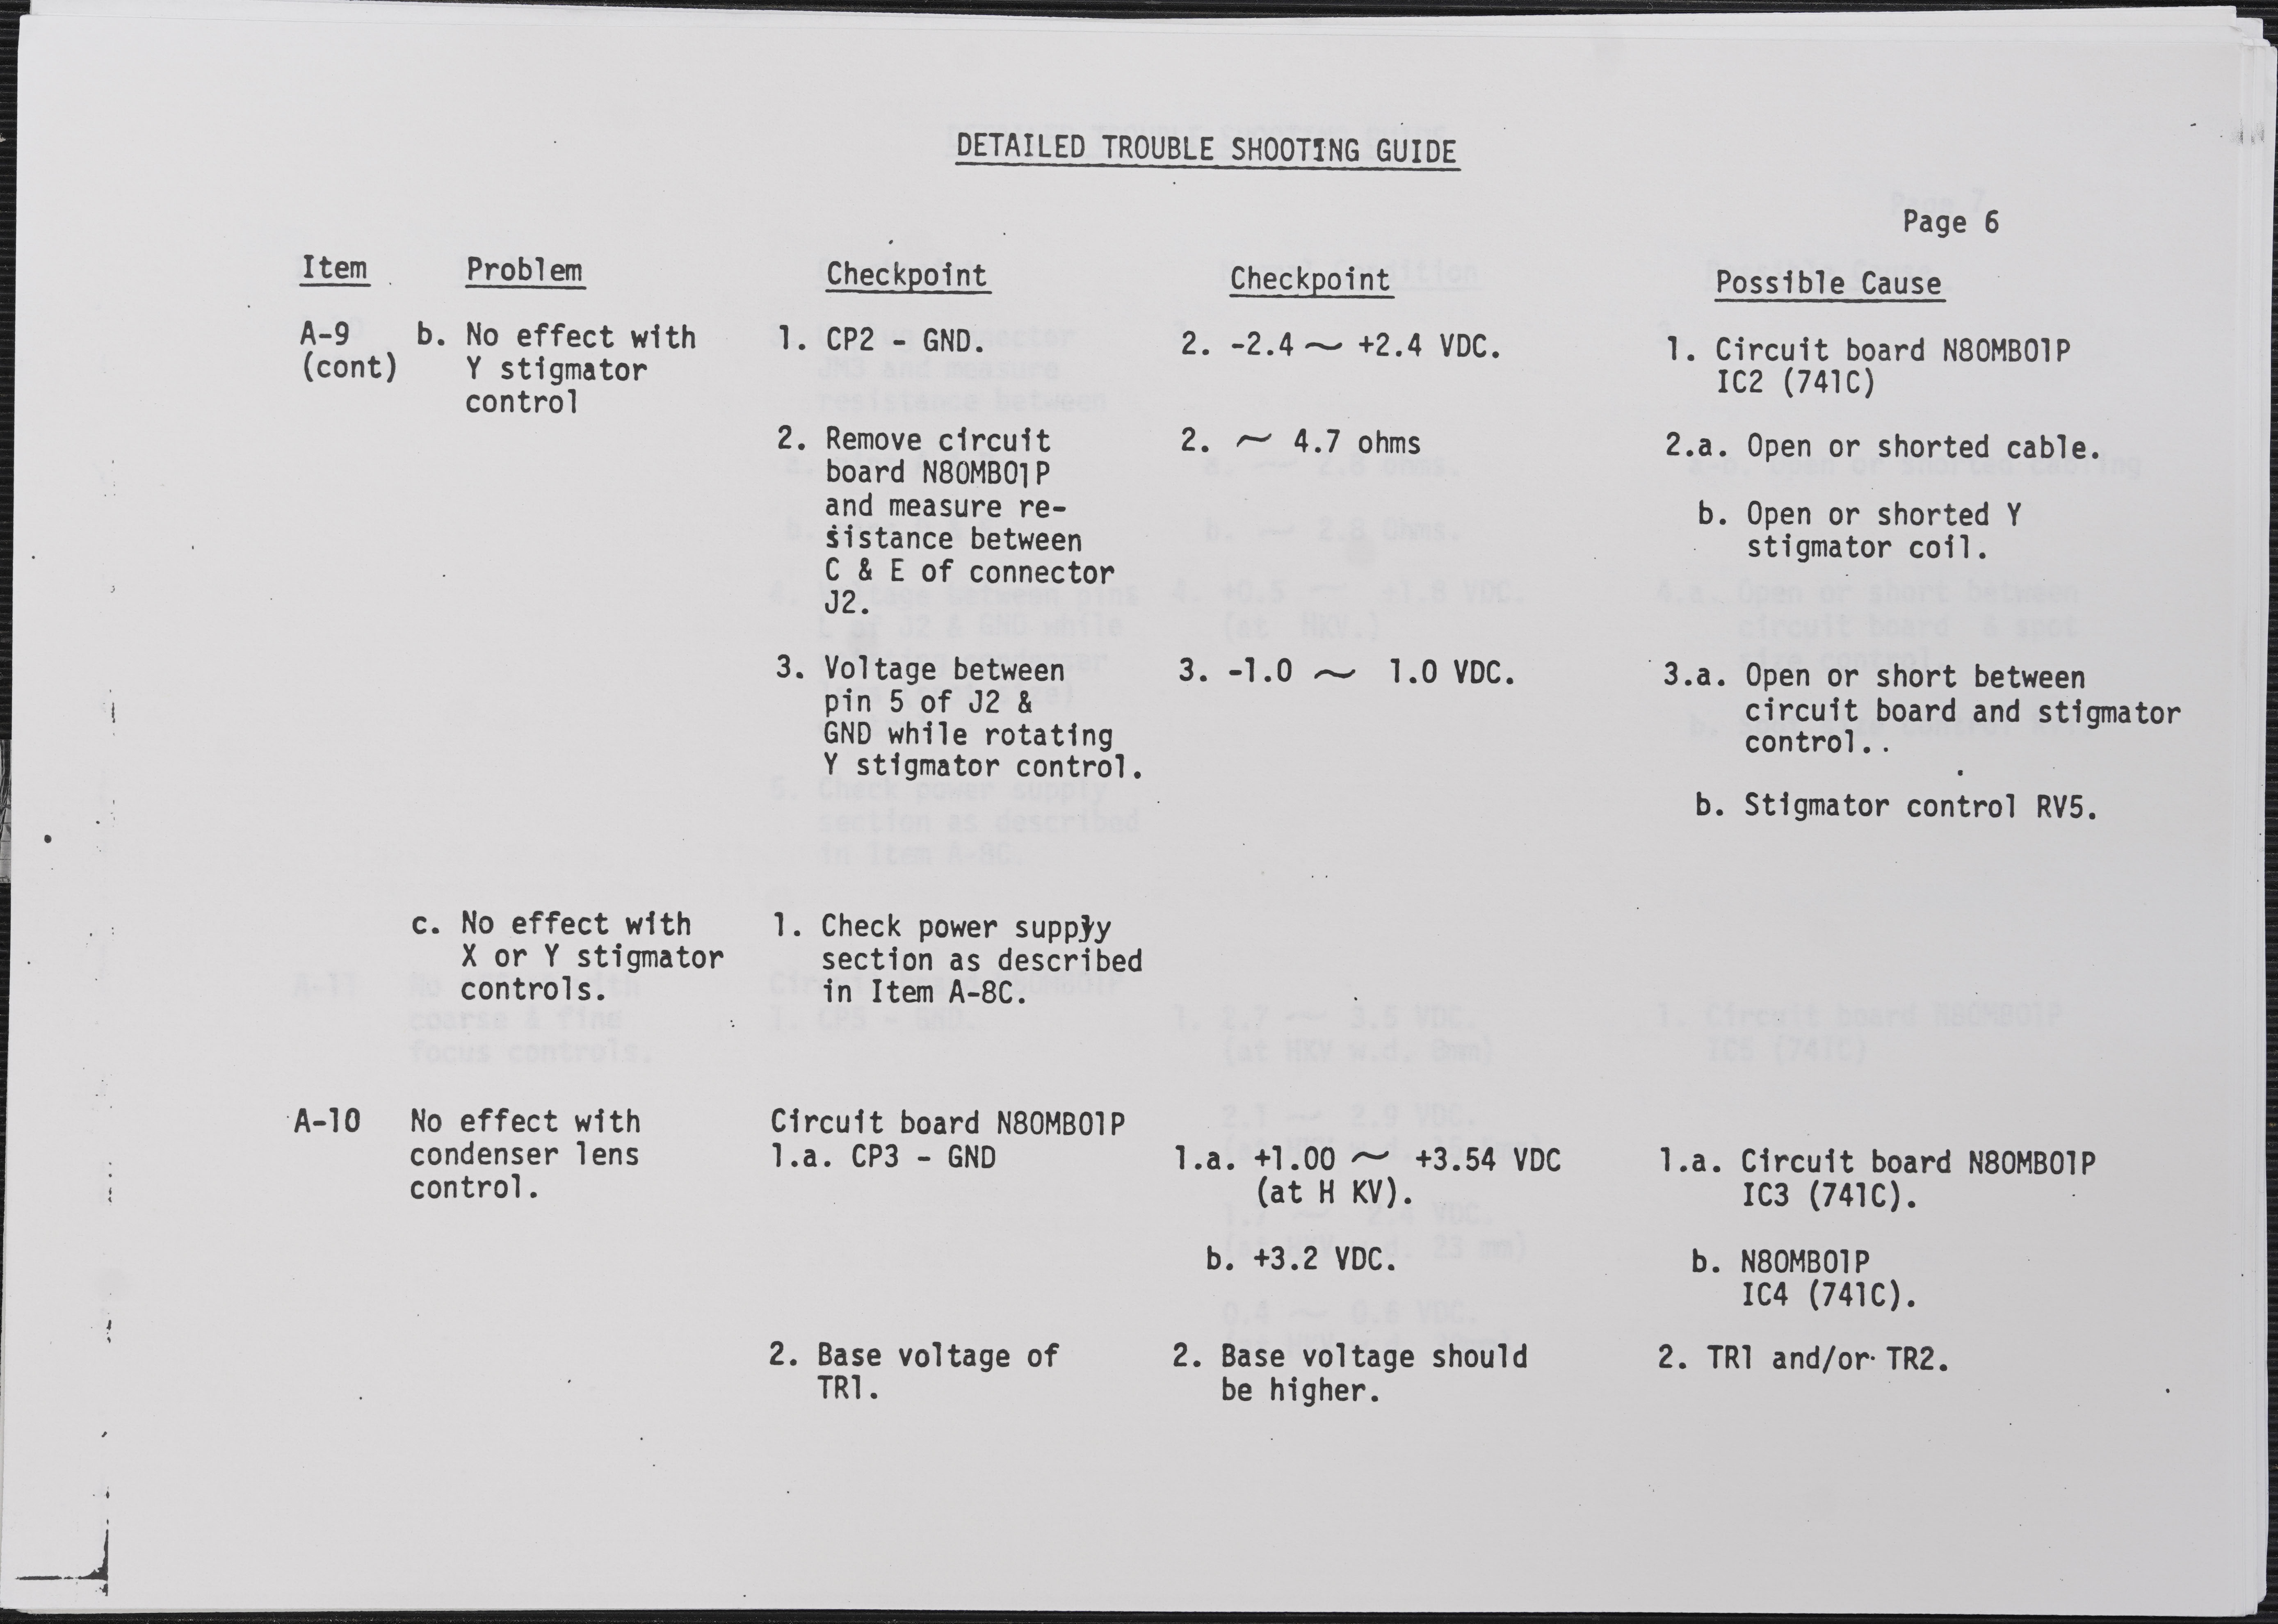 DETAILED TROUBLE SHOOTING GUIDE
Page 6
Item Problem Checkpoint Checkpoint Possible Cause
A-9 (cont)
b. No effect with
Y stigmator
control
1. CP2 - GND.
2. -2.4 ~ +2.4 VDC.
1. Circuit board N80MB01P
IC2 (741C)
2. Remove circuit
board N80MB01P
and measure re-
sistance between
C & E of connector
J2.
2. ~ 4.7 ohms
2.a. Open or shorted cable.
b. Open or shorted Y
stigmator coil.
3. Voltage between
pin 5 of J2 &
GND while rotating
Y stigmator control.
3. -1.0 ~ 1.0 VDC.
3.a. Open or short between
circuit board and stigmator
control..
b. Stigmator control RV5.
c. No effect with
X or Y stigmator
controls.
1. Check power supply
section as described
in Item A-8C.
A-10 No effect with
condenser lens
control.
Circuit board N80MB01P
1.a. CP3 - GND
1.a. +1.00 ~ +3.54 VDC
(at H KV).
1.a. Circuit board N80MB01P
IC3 (741C).
b. +3.2 VDC.
b. N80MB01P
IC4 (741C).
2. Base voltage of
TR1.
2. Base voltage should
be higher.
2. TR1 and/or TR2.